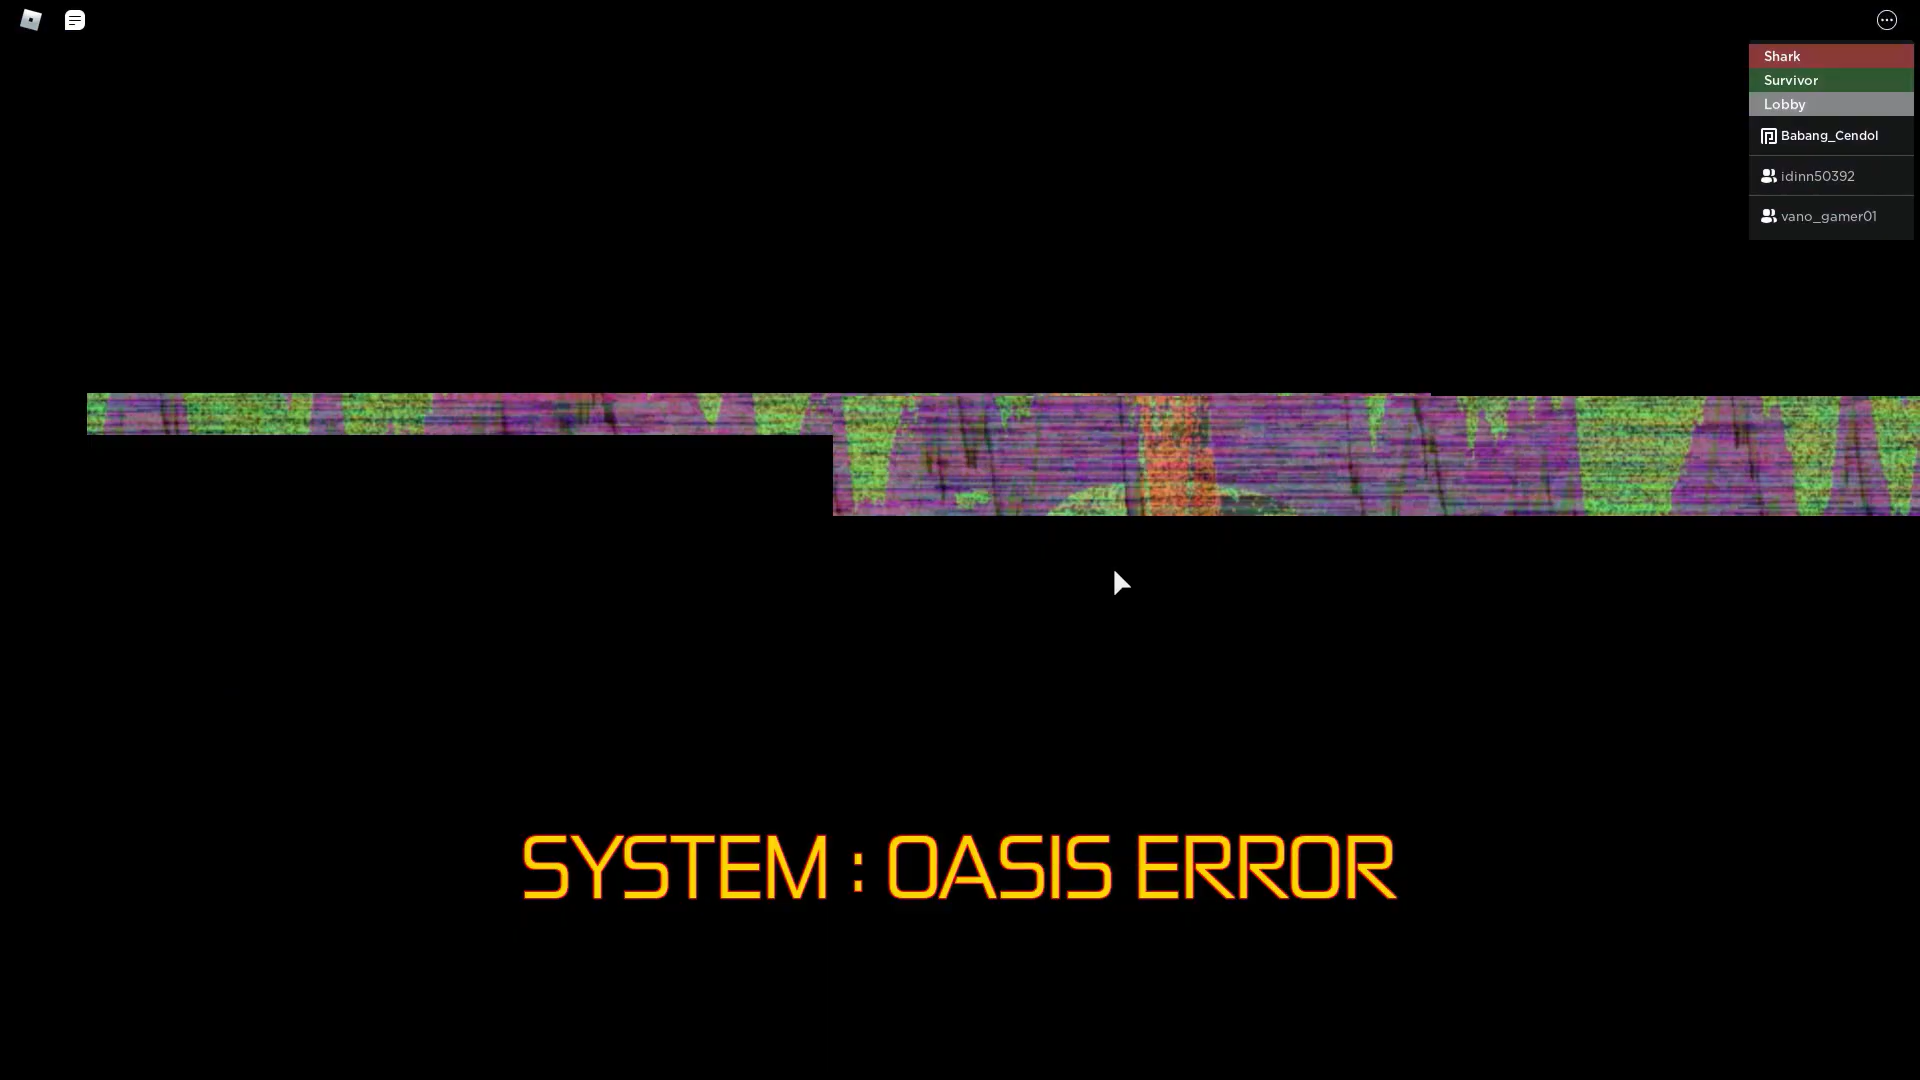 Shark
Survivor
Lobby
Babang_Cendol
idinn50392
vano_gamer01
SYSTEM : OASIS ERROR